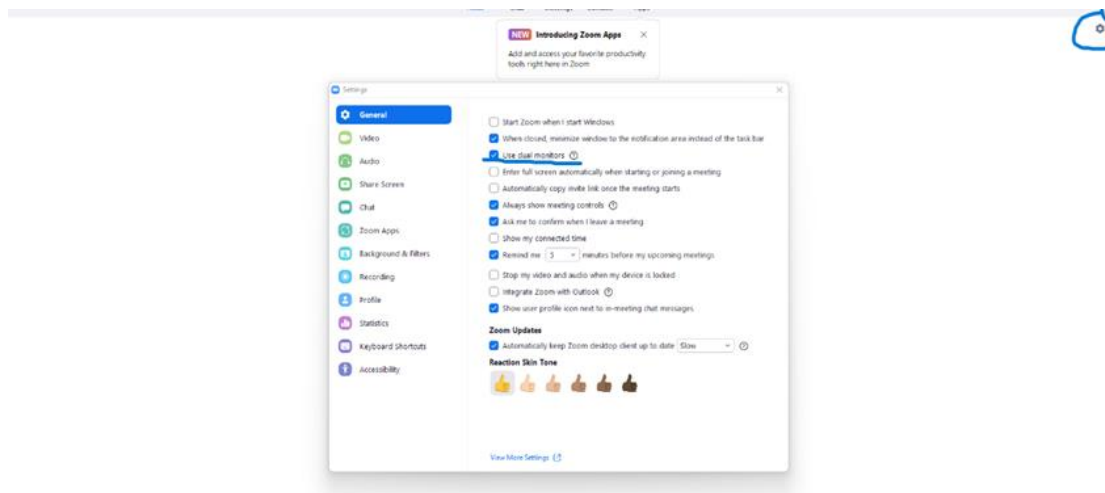 NEW Introducing Zoom Apps
Add and access your favorite productivity
tools right here in Zoom
Settings
General
Video
Audio
Share Screen
Chat
Zoom Apps
Background & Filters
Recording
Profile
Statistics
Keyboard Shortcuts
Accessibility
Start Zoom when I start Windows
When closed, minimize window to the notification area instead of the task bar
Use dual monitors
Enter full screen automatically when starting or joining a meeting
Automatically copy invite link once the meeting starts
Always show meeting controls
Ask me to confirm when I leave a meeting
Show my connected time
Remind me 5 minutes before my upcoming meetings
Stop my video and audio when my device is locked
Integrate Zoom with Outlook
Show user profile icon next to in-meeting chat messages
Zoom Updates
Automatically keep Zoom desktop client up to date Slow
Reaction Skin Tone
View More Settings